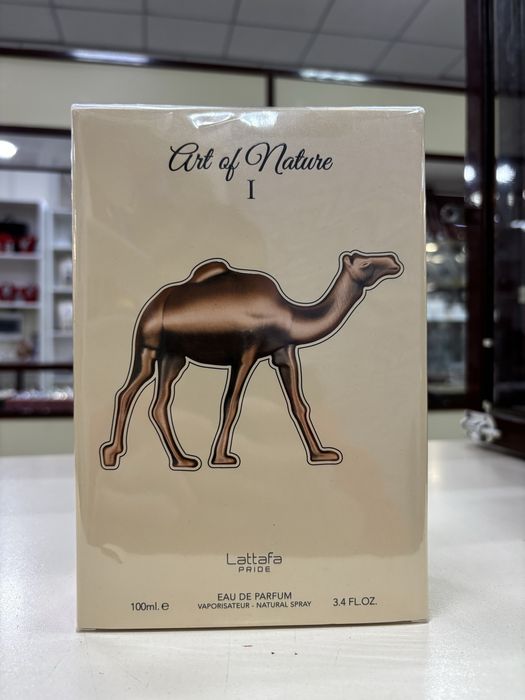 Art of Nature
I
Lattafa
PRIDE
EAU DE PARFUM
100ml. e VAPORISATEUR - NATURAL SPRAY 3.4 FL.OZ.